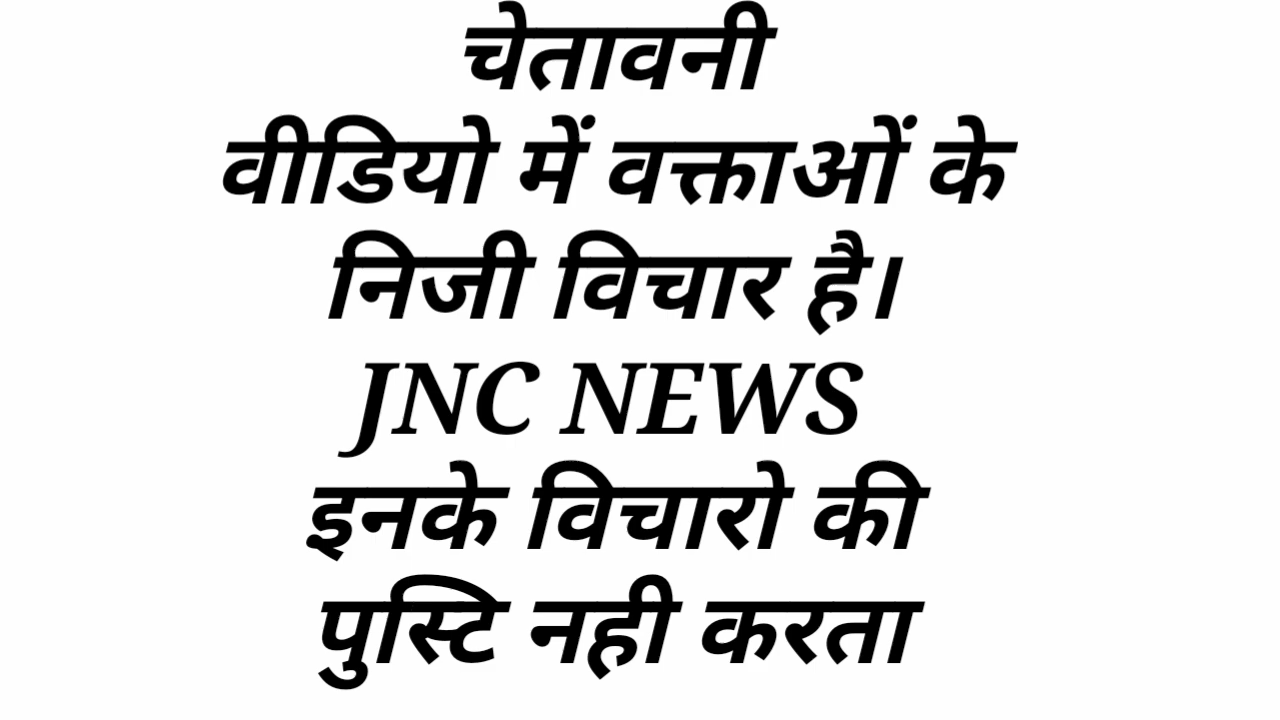 चेतावनी
वीडियो में वक्ताओं के
निजी विचार है।
JNC NEWS
इनके विचारो की
पुस्टि नही करता